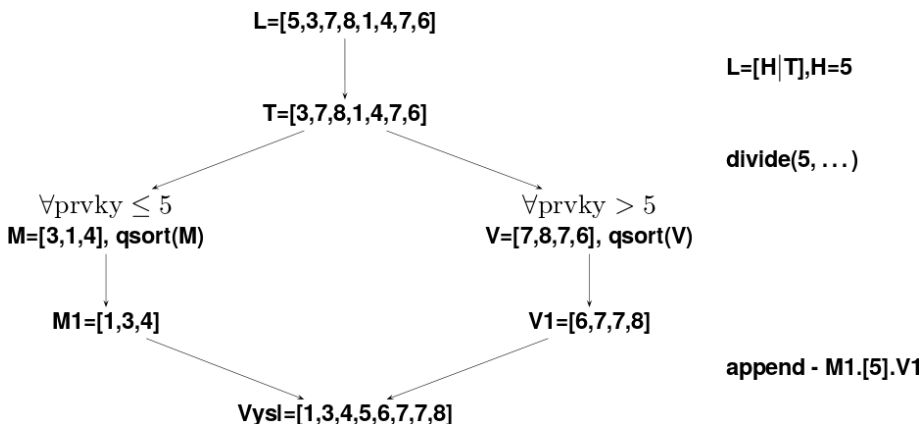 L=[5,3,7,8,1,4,7,6]
L=[H|T],H=5
T=[3,7,8,1,4,7,6]
divide(5, ...)
∀prvky ≤ 5
∀prvky > 5
M=[3,1,4], qsort(M)
V=[7,8,7,6], qsort(V)
M1=[1,3,4]
V1=[6,7,7,8]
append - M1.[5].V1
Vysl=[1,3,4,5,6,7,7,8]